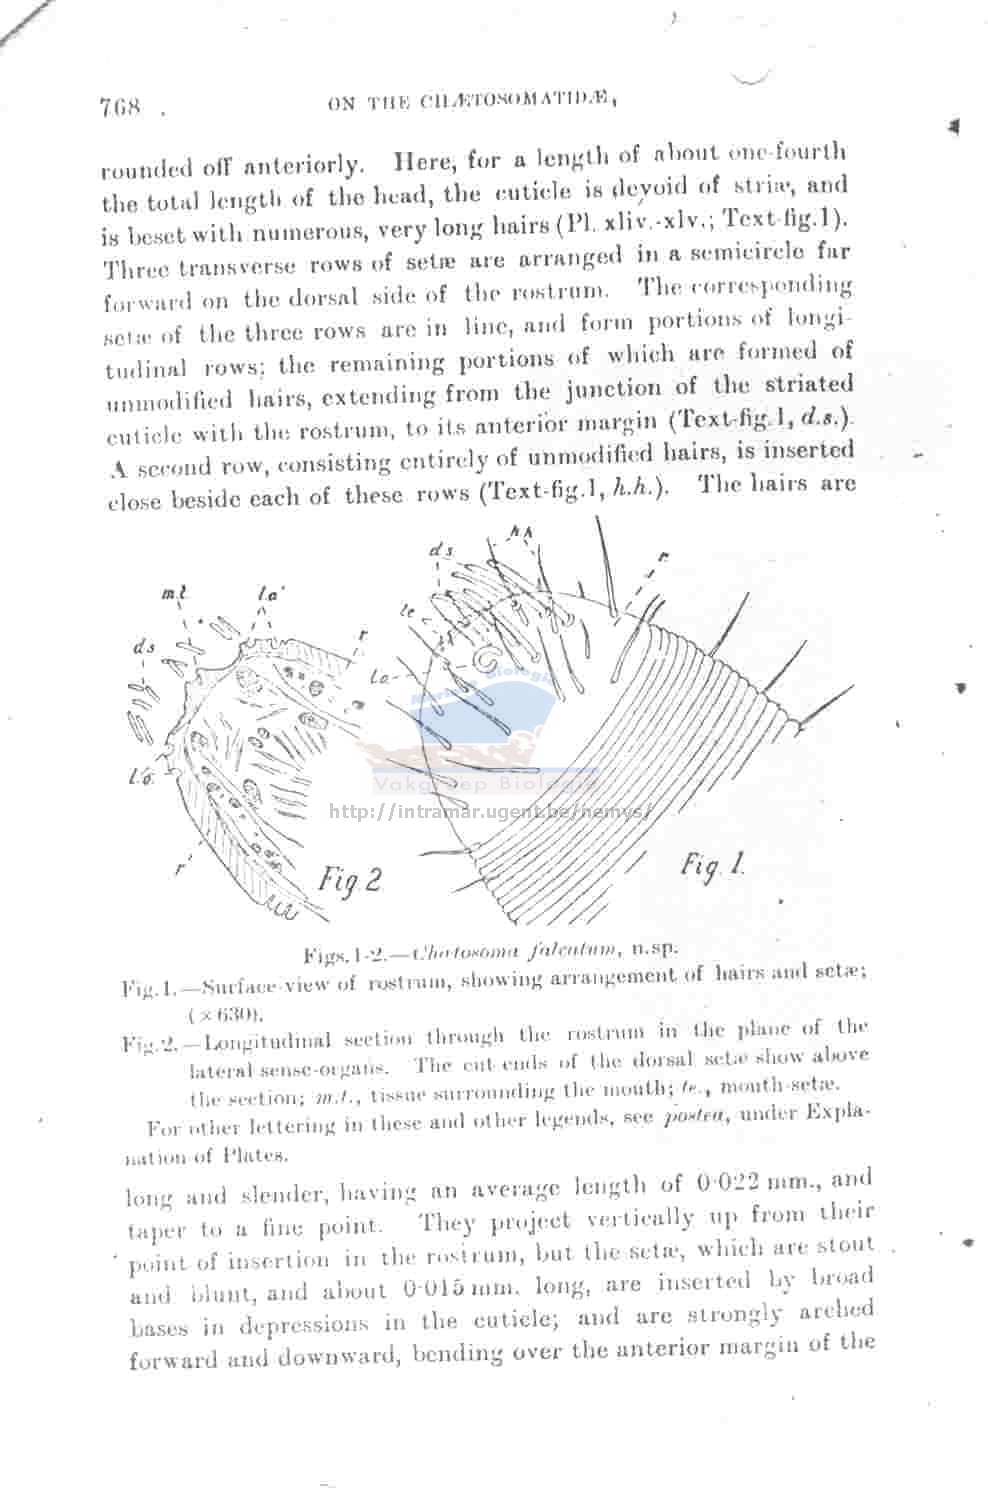 768
ON THE CHÆTOSOMATIDÆ,
rounded off anteriorly. Here, for a length of about one-fourth
the total length of the head, the cuticle is devoid of striæ, and
is beset with numerous, very long hairs (Pl. xliv.-xlv.; Text-fig.1).
Three transverse rows of setæ are arranged in a semicircle far
forward on the dorsal side of the rostrum. The corresponding
setæ of the three rows are in line, and form portions of longi-
tudinal rows; the remaining portions of which are formed of
unmodified hairs, extending from the junction of the striated
cuticle with the rostrum, to its anterior margin (Text-fig.1, d.s.).
A second row, consisting entirely of unmodified hairs, is inserted
close beside each of these rows (Text-fig.1, h.h.). The hairs are
h h
d s
r
m.t
la'
le
ds
r
La
Marine Biologie
la
Vakgroep Biologie
http://intramar.ugent.be/nemys/
r'
Fig 2
Fig 1.
Figs.1-2.—Chætosoma falcatum, n.sp.
Fig.1.—Surface-view of rostrum, showing arrangement of hairs and setæ;
(×630).
Fig.2.—Longitudinal section through the rostrum in the plane of the
lateral sense-organs. The cut ends of the dorsal setæ show above
the section; m.t., tissue surrounding the mouth; te., mouth-setæ.
For other lettering in these and other legends, see postea, under Expla-
nation of Plates.
long and slender, having an average length of 0·022 mm., and
taper to a fine point. They project vertically up from their
point of insertion in the rostrum, but the setæ, which are stout
and blunt, and about 0·015 mm. long, are inserted by broad
bases in depressions in the cuticle; and are strongly arched
forward and downward, bending over the anterior margin of the